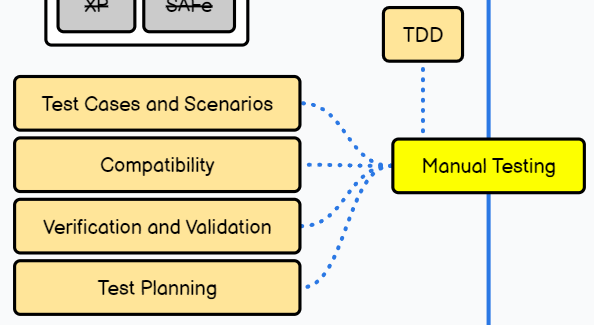 XP
SAFe
TDD
Test Cases and Scenarios
Compatibility
Manual Testing
Verification and Validation
Test Planning